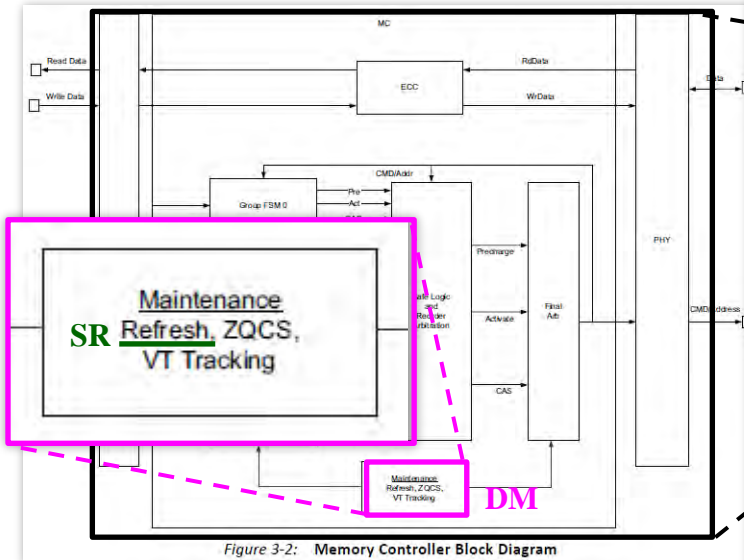 MC
Read Data
RdData
ECC
Data
Write Data
WrData
CMD/Addr
Pre
Act
Group FSM 0
Precharge
PHY
Maintenance
SR Refresh, ZQCS,
VT Tracking
Logic
and
Activate
Final
Arb
CMD/Address
CAS
Maintenance
Refresh, ZQCS,
VT Tracking
DM
Figure 3-2: Memory Controller Block Diagram